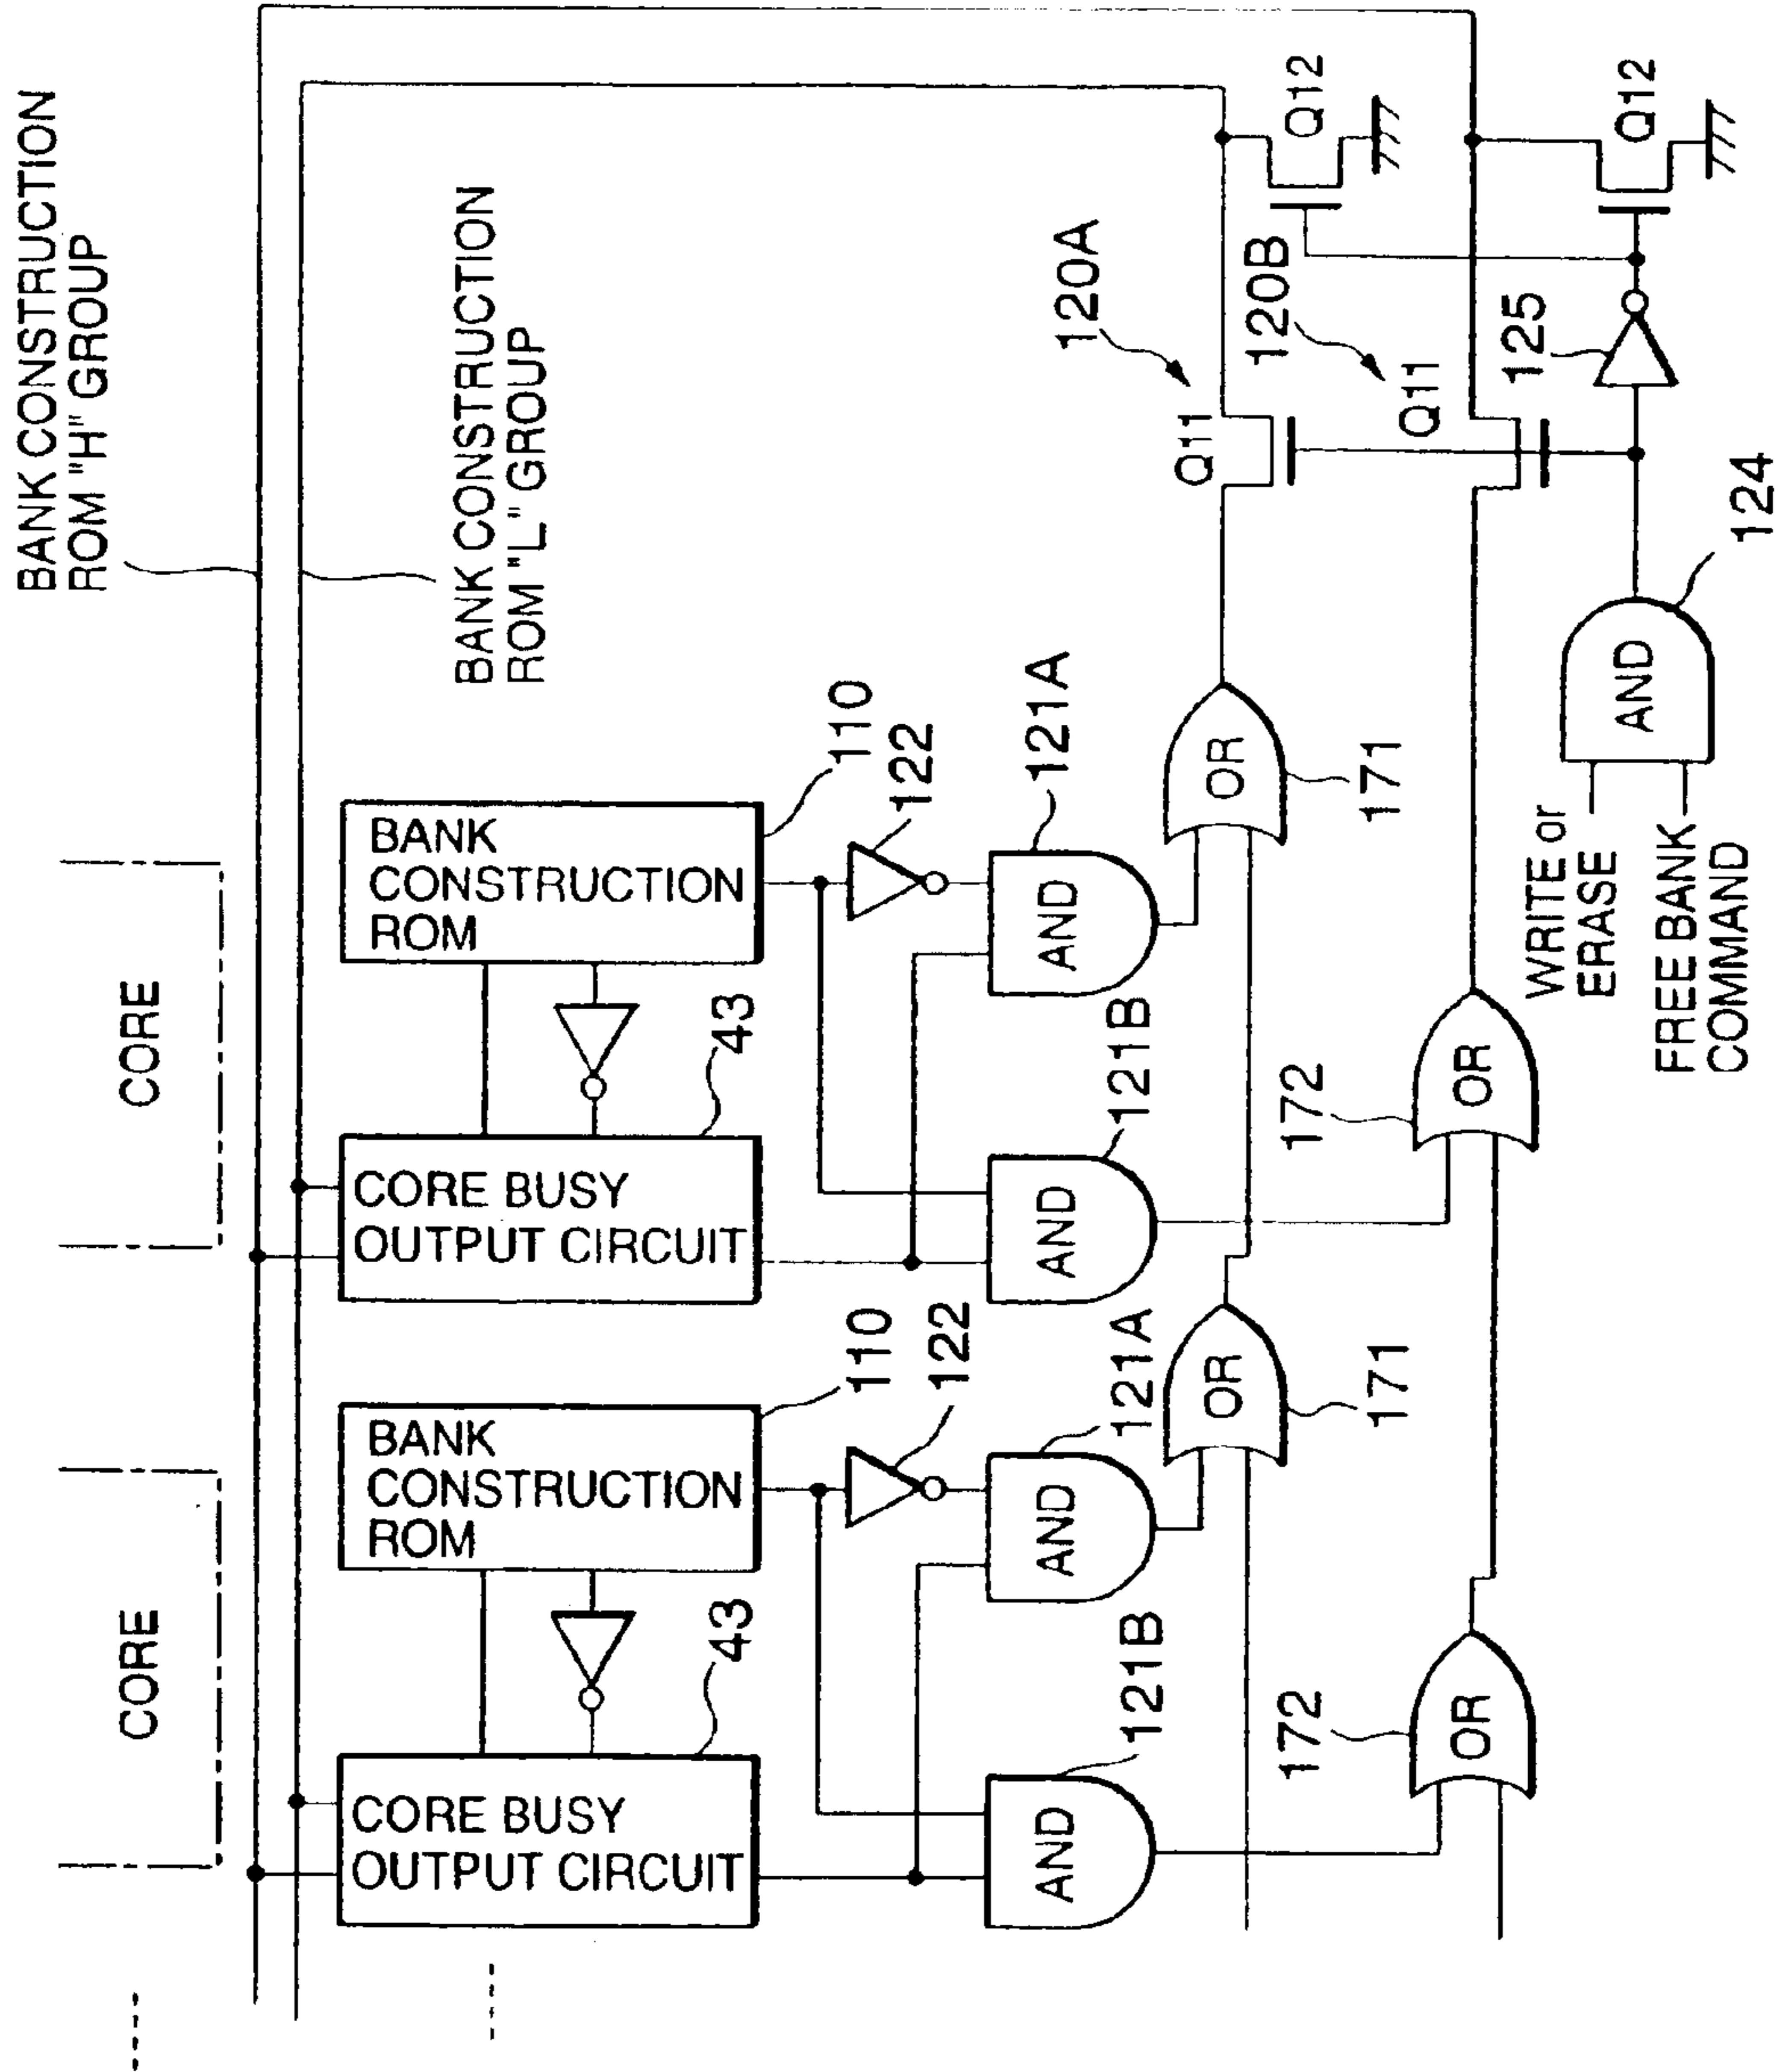 BANK CONSTRUCTION
ROM "H" GROUP
BANK CONSTRUCTION
ROM "L" GROUP
CORE
CORE
BANK
CONSTRUCTION
ROM
110
122
CORE BUSY
OUTPUT CIRCUIT
43
AND
121A
AND
121B
BANK
CONSTRUCTION
ROM
110
122
CORE BUSY
OUTPUT CIRCUIT
43
AND
121A
AND
121B
OR
171
OR
171
OR
172
OR
172
120A
Q11
Q12
120B
Q11
Q12
125
AND
124
WRITE or
ERASE
FREE BANK
COMMAND